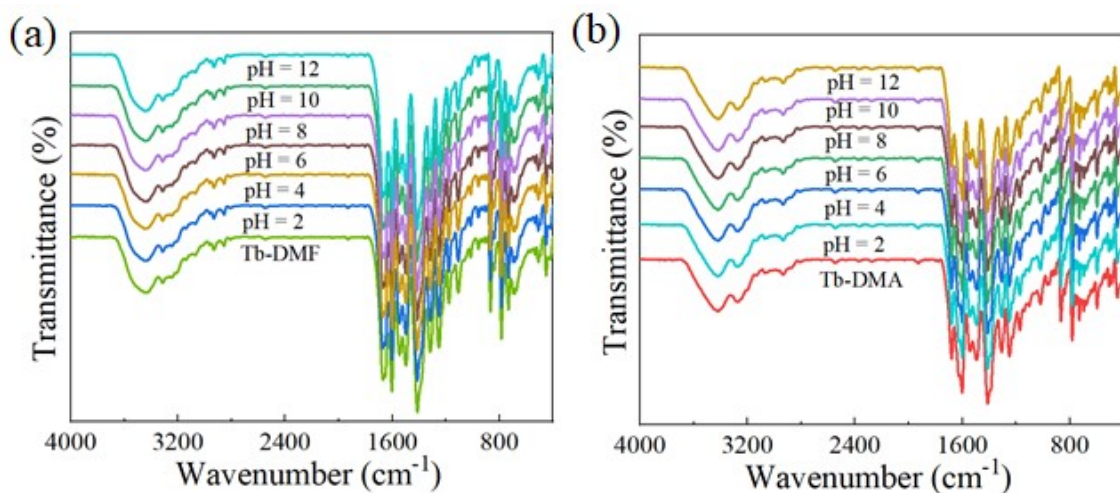 (a)
pH = 12
pH = 10
pH = 8
pH = 6
pH = 4
pH = 2
Tb-DMF
Transmittance (%)
4000 3200 2400 1600 800
Wavenumber (cm⁻¹)
(b)
pH = 12
pH = 10
pH = 8
pH = 6
pH = 4
pH = 2
Tb-DMA
Transmittance (%)
4000 3200 2400 1600 800
Wavenumber (cm⁻¹)